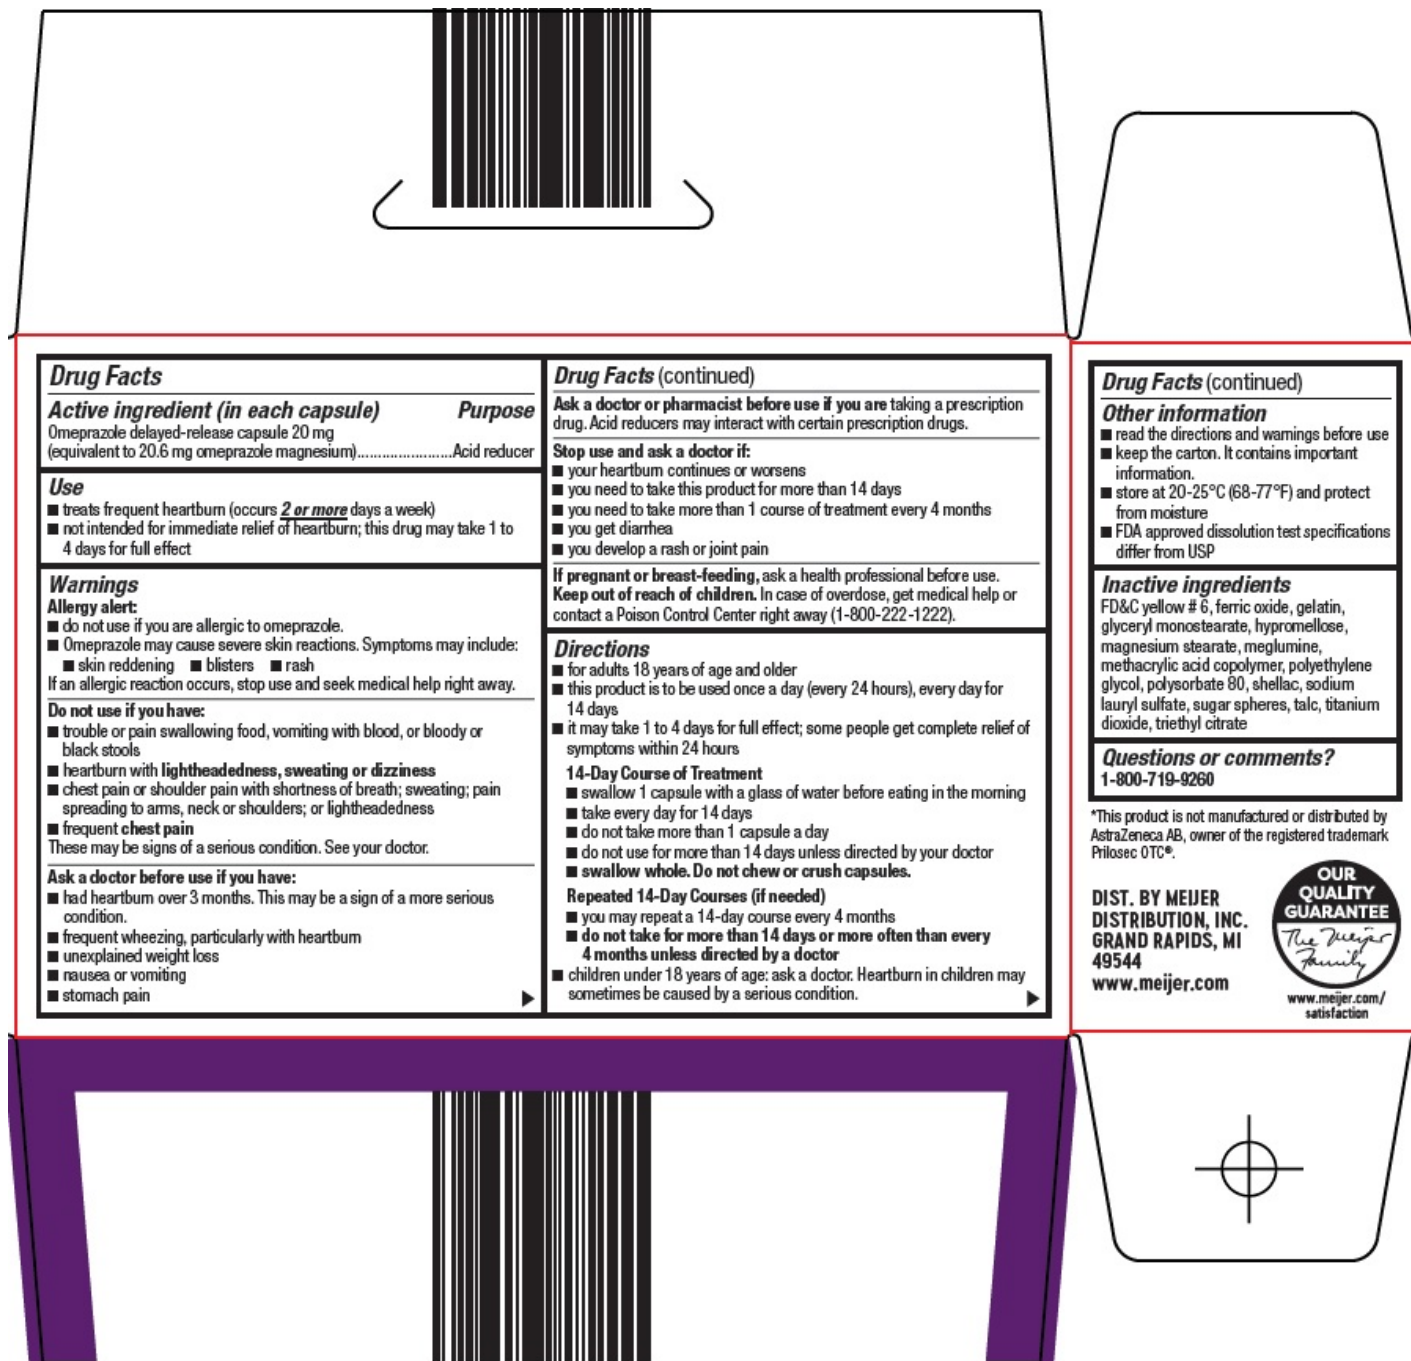 Drug Facts
Active ingredient (in each capsule) Purpose
Omeprazole delayed-release capsule 20 mg
(equivalent to 20.6 mg omeprazole magnesium).......................Acid reducer
Use
■ treats frequent heartburn (occurs 2 or more days a week)
■ not intended for immediate relief of heartburn; this drug may take 1 to
4 days for full effect
Warnings
Allergy alert:
■ do not use if you are allergic to omeprazole.
■ Omeprazole may cause severe skin reactions. Symptoms may include:
■ skin reddening ■ blisters ■ rash
If an allergic reaction occurs, stop use and seek medical help right away.
Do not use if you have:
■ trouble or pain swallowing food, vomiting with blood, or bloody or
black stools
■ heartburn with lightheadedness, sweating or dizziness
■ chest pain or shoulder pain with shortness of breath; sweating; pain
spreading to arms, neck or shoulders; or lightheadedness
■ frequent chest pain
These may be signs of a serious condition. See your doctor.
Ask a doctor before use if you have:
■ had heartburn over 3 months. This may be a sign of a more serious
condition.
■ frequent wheezing, particularly with heartburn
■ unexplained weight loss
■ nausea or vomiting
■ stomach pain
Drug Facts (continued)
Ask a doctor or pharmacist before use if you are taking a prescription
drug. Acid reducers may interact with certain prescription drugs.
Stop use and ask a doctor if:
■ your heartburn continues or worsens
■ you need to take this product for more than 14 days
■ you need to take more than 1 course of treatment every 4 months
■ you get diarrhea
■ you develop a rash or joint pain
If pregnant or breast-feeding, ask a health professional before use.
Keep out of reach of children. In case of overdose, get medical help or
contact a Poison Control Center right away (1-800-222-1222).
Directions
■ for adults 18 years of age and older
■ this product is to be used once a day (every 24 hours), every day for
14 days
■ it may take 1 to 4 days for full effect; some people get complete relief of
symptoms within 24 hours
14-Day Course of Treatment
■ swallow 1 capsule with a glass of water before eating in the morning
■ take every day for 14 days
■ do not take more than 1 capsule a day
■ do not use for more than 14 days unless directed by your doctor
■ swallow whole. Do not chew or crush capsules.
Repeated 14-Day Courses (if needed)
■ you may repeat a 14-day course every 4 months
■ do not take for more than 14 days or more often than every
4 months unless directed by a doctor
■ children under 18 years of age: ask a doctor. Heartburn in children may
sometimes be caused by a serious condition.
Drug Facts (continued)
Other information
■ read the directions and warnings before use
■ keep the carton. It contains important
information.
■ store at 20-25°C (68-77°F) and protect
from moisture
■ FDA approved dissolution test specifications
differ from USP
Inactive ingredients
FD&C yellow # 6, ferric oxide, gelatin,
glyceryl monostearate, hypromellose,
magnesium stearate, meglumine,
methacrylic acid copolymer, polyethylene
glycol, polysorbate 80, shellac, sodium
lauryl sulfate, sugar spheres, talc, titanium
dioxide, triethyl citrate
Questions or comments?
1-800-719-9260
*This product is not manufactured or distributed by
AstraZeneca AB, owner of the registered trademark
Prilosec OTC®.
DIST. BY MEIJER
DISTRIBUTION, INC.
GRAND RAPIDS, MI
49544
www.meijer.com
OUR
QUALITY
GUARANTEE
The Meijer
Family
www.meijer.com/
satisfaction